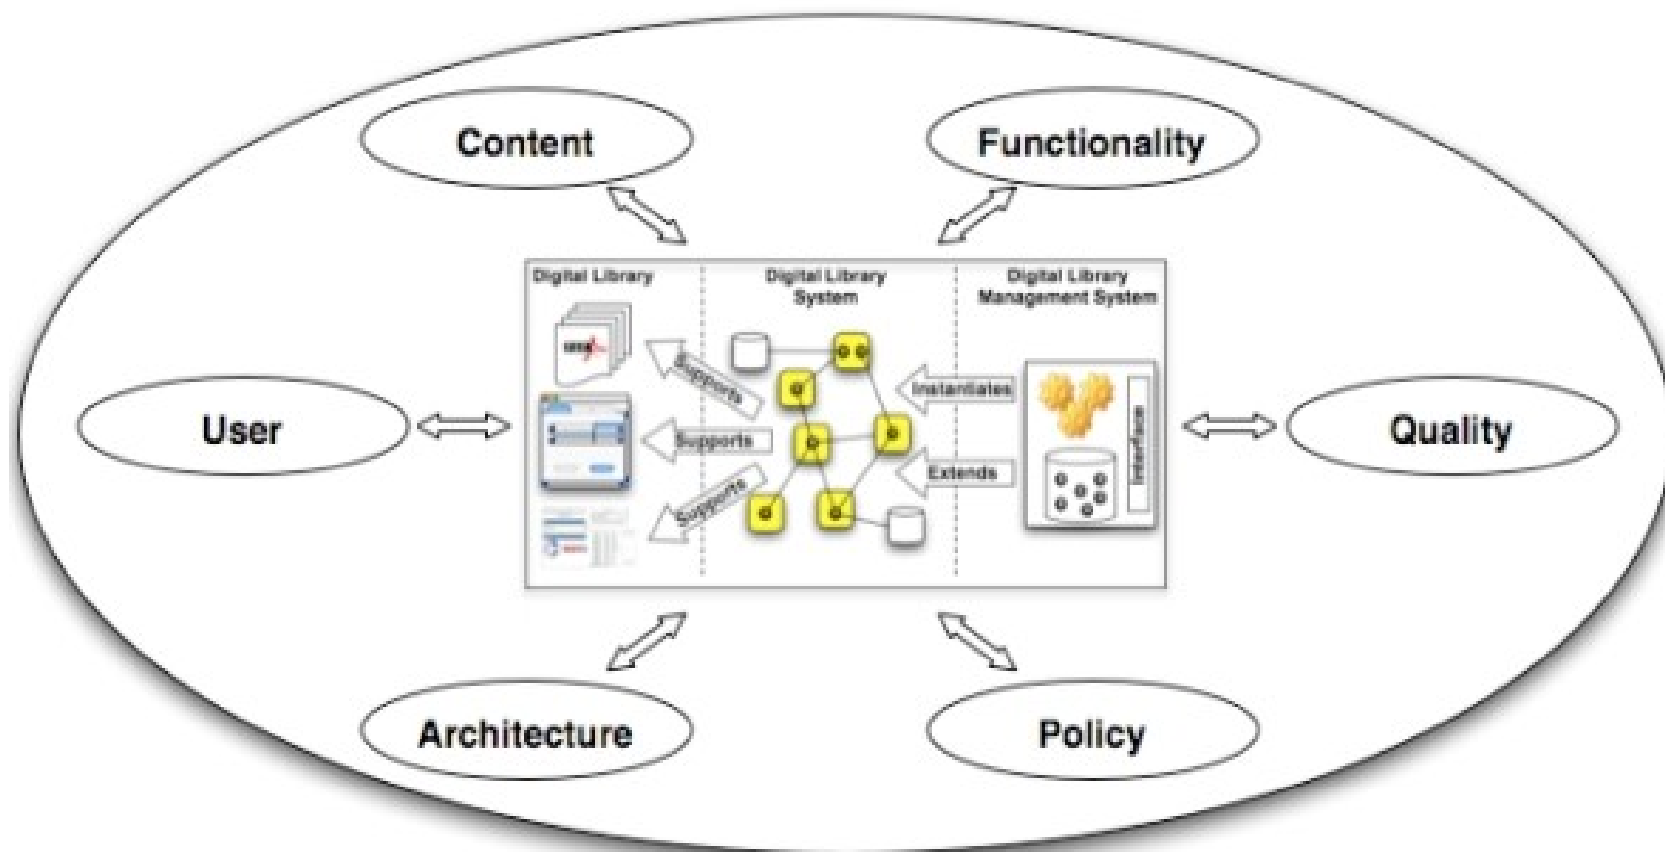 Content
Functionality
Digital Library
Digital Library
System
Digital Library
Management System
Supports
Supports
Supports
Instantiates
Extends
Interface
User
Quality
Architecture
Policy